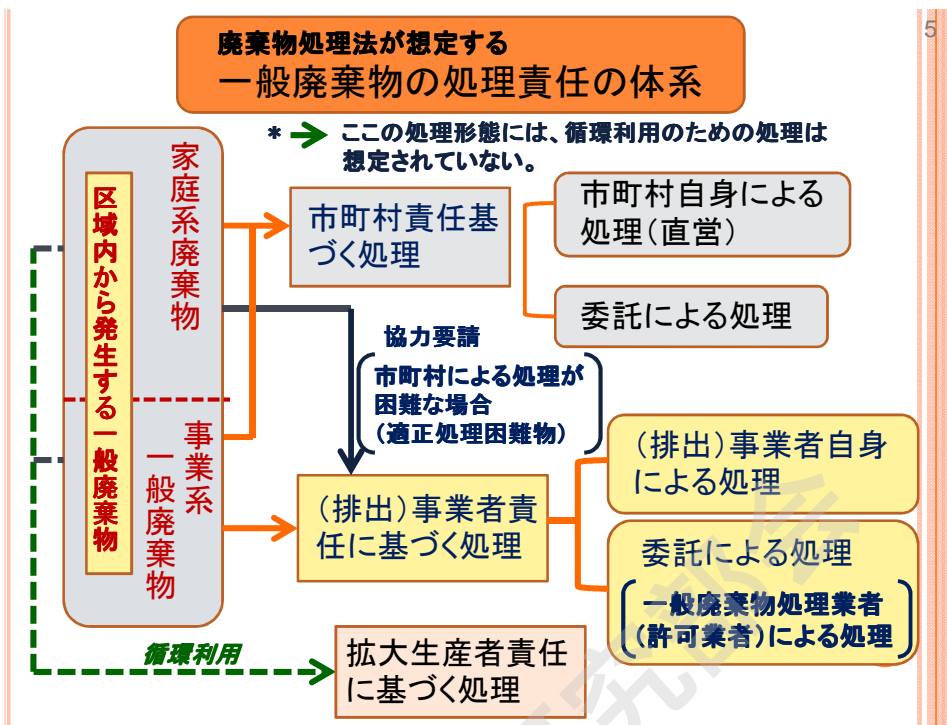 5
廃棄物処理法が想定する
一般廃棄物の処理責任の体系
* ここの処理形態には、循環利用のための処理は
想定されていない。
区域内から発生する一般廃棄物
家庭系廃棄物
事業系
一般廃棄物
市町村責任基
づく処理
市町村自身による
処理(直営)
委託による処理
協力要請
市町村による処理が
困難な場合
(適正処理困難物)
(排出)事業者責
任に基づく処理
(排出)事業者自身
による処理
委託による処理
一般廃棄物処理業者
(許可業者)による処理
循環利用
拡大生産者責任
に基づく処理
究部会